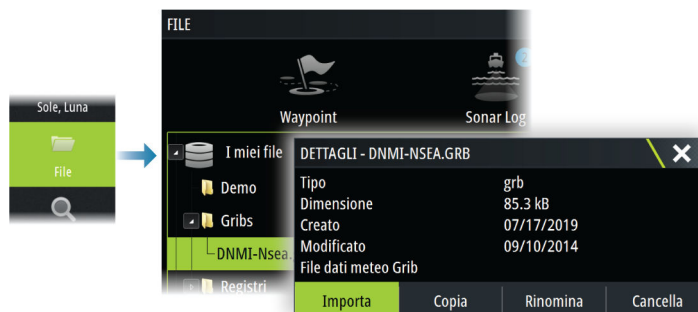 FILE
Waypoint
Sonar Log
2
Sole, Luna
File
I miei file
Demo
Gribs
DNMI-Nsea.
Registri
DETTAGLI - DNMI-NSEA.GRB
Tipo grb
Dimensione 85.3 kB
Creato 07/17/2019
Modificato 09/10/2014
File dati meteo Grib
Importa Copia Rinomina Cancella